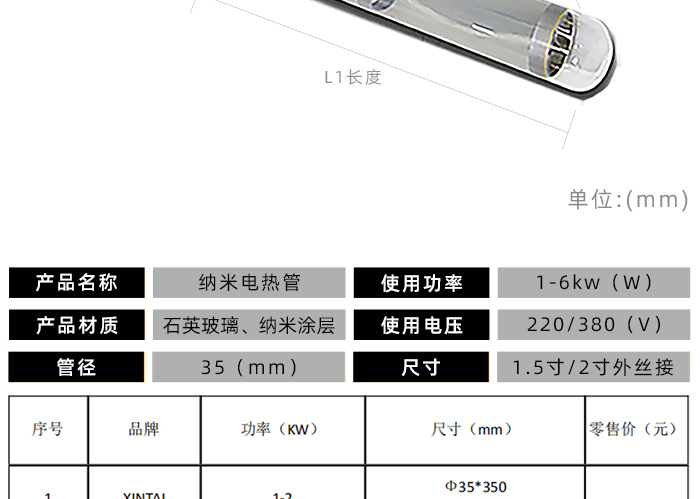 L1长度
单位:(mm)
产品名称 纳米电热管 使用功率 1-6kw（W）
产品材质 石英玻璃、纳米涂层 使用电压 220/380（V）
管径 35（mm） 尺寸 1.5寸/2寸外丝接
序号 品牌 功率（KW） 尺寸（mm） 零售价（元）
Φ35*350
1 XINTAI 1-2